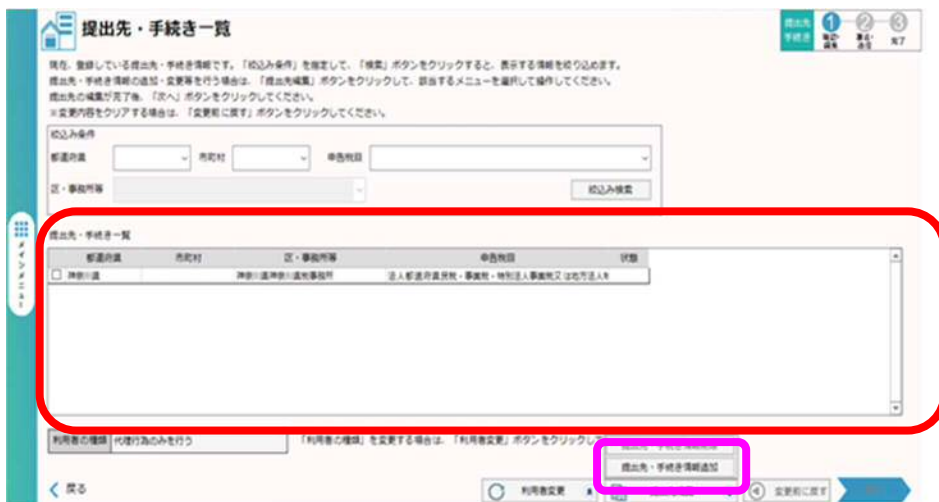 提出先・手続き一覧
提出先
手続き
1
2
3
確認・
編集
署名・
送信
完了
現在、登録している提出先・手続き情報です。「絞込み条件」を指定して、「検索」ボタンをクリックすると、表示する情報を絞り込めます。
提出先・手続き情報の追加・変更等を行う場合は、「提出先編集」ボタンをクリックして、該当するメニューを選択して操作してください。
提出先の編集が完了後、「次へ」ボタンをクリックしてください。
※変更内容をクリアする場合は、「変更前に戻す」ボタンをクリックしてください。
絞込み条件
都道府県
市町村
申告税目
区・事務所等
絞込み検索
メインメニュー
提出先・手続き一覧
都道府県 市町村 区・事務所等 申告税目 状態
神奈川県 神奈川県神奈川県税事務所 法人都道府県民税・事業税・特別法人事業税又は地方法人特
利用者の種類 代理行為のみを行う 「利用者の種類」を変更する場合は、「利用者変更」ボタンをクリックして
提出先・手続き情報追加
戻る
利用者変更
変更前に戻す